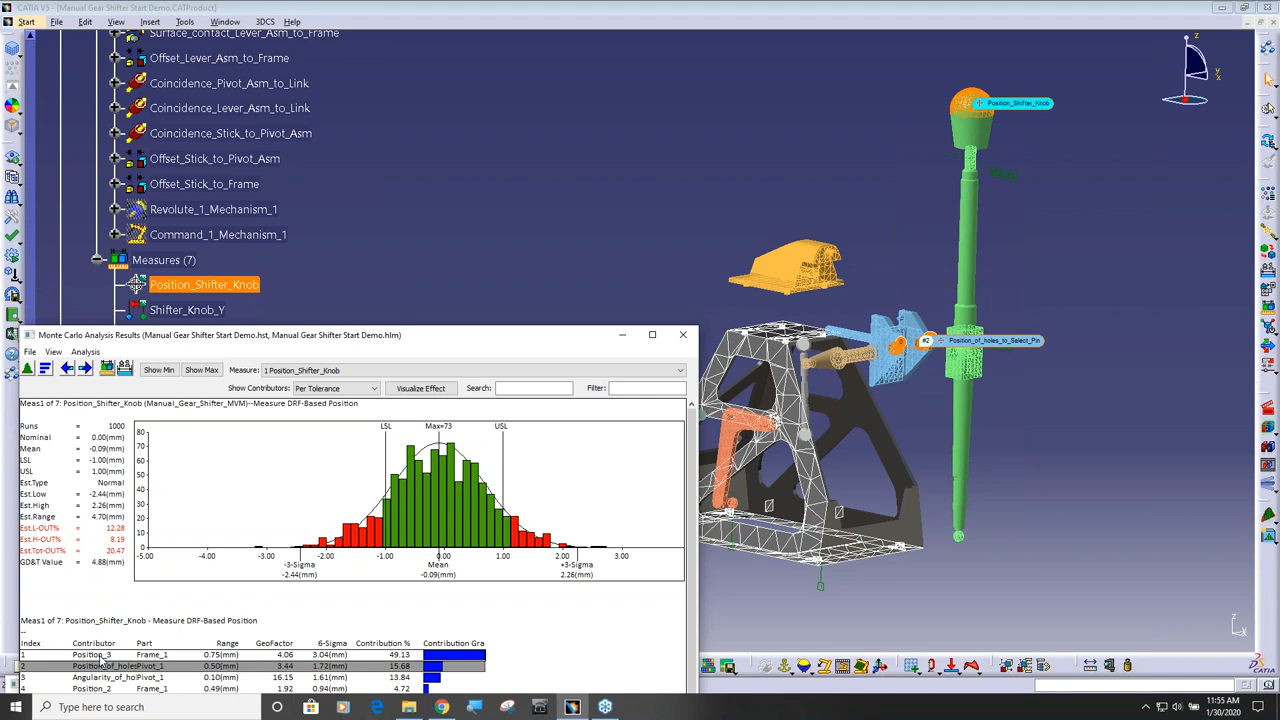 CATIA V5 - [Manual Gear Shifter Start Demo.CATProduct]
Start File Edit View Insert Tools Window 3DCS Help
Surface_contact_Lever_Asm_to_Frame
Offset_Lever_Asm_to_Frame
Coincidence_Pivot_Asm_to_Link
Coincidence_Lever_Asm_to_Link
Coincidence_Stick_to_Pivot_Asm
Offset_Stick_to_Pivot_Asm
Offset_Stick_to_Frame
Revolute_1_Mechanism_1
Command_1_Mechanism_1
Measures (7)
Position_Shifter_Knob
Shifter_Knob_Y
Position_Shifter_Knob
#2 Position_of_holes_to_Select_Pin
z
Monte Carlo Analysis Results (Manual Gear Shifter Start Demo.hst, Manual Gear Shifter Start Demo.hlm)
File View Analysis
Show Min Show Max Measure: 1 Position_Shifter_Knob
Show Contributors: Per Tolerance Visualize Effect Search: Filter:
Meas1 of 7: Position_Shifter_Knob (Manual_Gear_Shifter_MVM)--Measure DRF-Based Position
Runs = 1000
Nominal = 0.00(mm)
Mean = -0.09(mm)
LSL = -1.00(mm)
USL = 1.00(mm)
Est.Type Normal
Est.Low = -2.44(mm)
Est.High = 2.26(mm)
Est.Range = 4.70(mm)
Est.L-OUT% = 12.28
Est.H-OUT% = 8.19
Est.Tot-OUT% = 20.47
GD&T Value = 4.88(mm)
LSL Max=73 USL
80
70
60
50
40
30
20
10
0
-5.00 -4.00 -3.00 -2.00 -1.00 0.00 1.00 2.00 3.00
-3-Sigma Mean +3-Sigma
-2.44(mm) -0.09(mm) 2.26(mm)
Meas1 of 7: Position_Shifter_Knob - Measure DRF-Based Position
--
Index Contributor Part Range GeoFactor 6-Sigma Contribution % Contribution Gra
1 Position_3 Frame_1 0.75(mm) 4.06 3.04(mm) 49.13
2 Position_of_holes Pivot_1 0.50(mm) 3.44 1.72(mm) 15.68
3 Angularity_of_ho Pivot_1 0.10(mm) 16.15 1.61(mm) 13.84
4 Position_2 Frame_1 0.49(mm) 1.92 0.94(mm) 4.72
CATIA
Type here to search
11:55 AM
1/30/2020